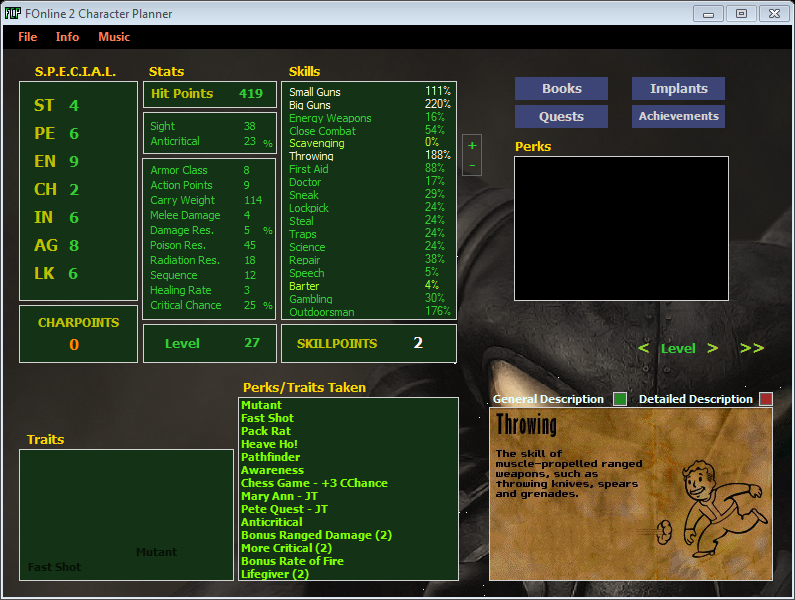 FOnline 2 Character Planner
File Info Music
S.P.E.C.I.A.L.
ST 4
PE 6
EN 9
CH 2
IN 6
AG 8
LK 6
CHARPOINTS
0
Stats
Hit Points 419
Sight 38
Anticritical 23 %
Armor Class 8
Action Points 9
Carry Weight 114
Melee Damage 4
Damage Res. 5 %
Poison Res. 45
Radiation Res. 18
Sequence 12
Healing Rate 3
Critical Chance 25 %
Level 27
Skills
Small Guns 111%
Big Guns 220%
Energy Weapons 16%
Close Combat 54%
Scavenging 0%
Throwing 188%
First Aid 88%
Doctor 17%
Sneak 29%
Lockpick 24%
Steal 24%
Traps 24%
Science 24%
Repair 38%
Speech 5%
Barter 4%
Gambling 30%
Outdoorsman 176%
SKILLPOINTS 2
+
-
Books Implants
Quests Achievements
Perks
< Level > >>
Traits
Mutant
Fast Shot
Perks/Traits Taken
Mutant
Fast Shot
Pack Rat
Heave Ho!
Pathfinder
Awareness
Chess Game - +3 CChance
Mary Ann - JT
Pete Quest - JT
Anticritical
Bonus Ranged Damage (2)
More Critical (2)
Bonus Rate of Fire
Lifegiver (2)
General Description Detailed Description
Throwing
The skill of
muscle-propelled ranged
weapons, such as
throwing knives, spears
and grenades.